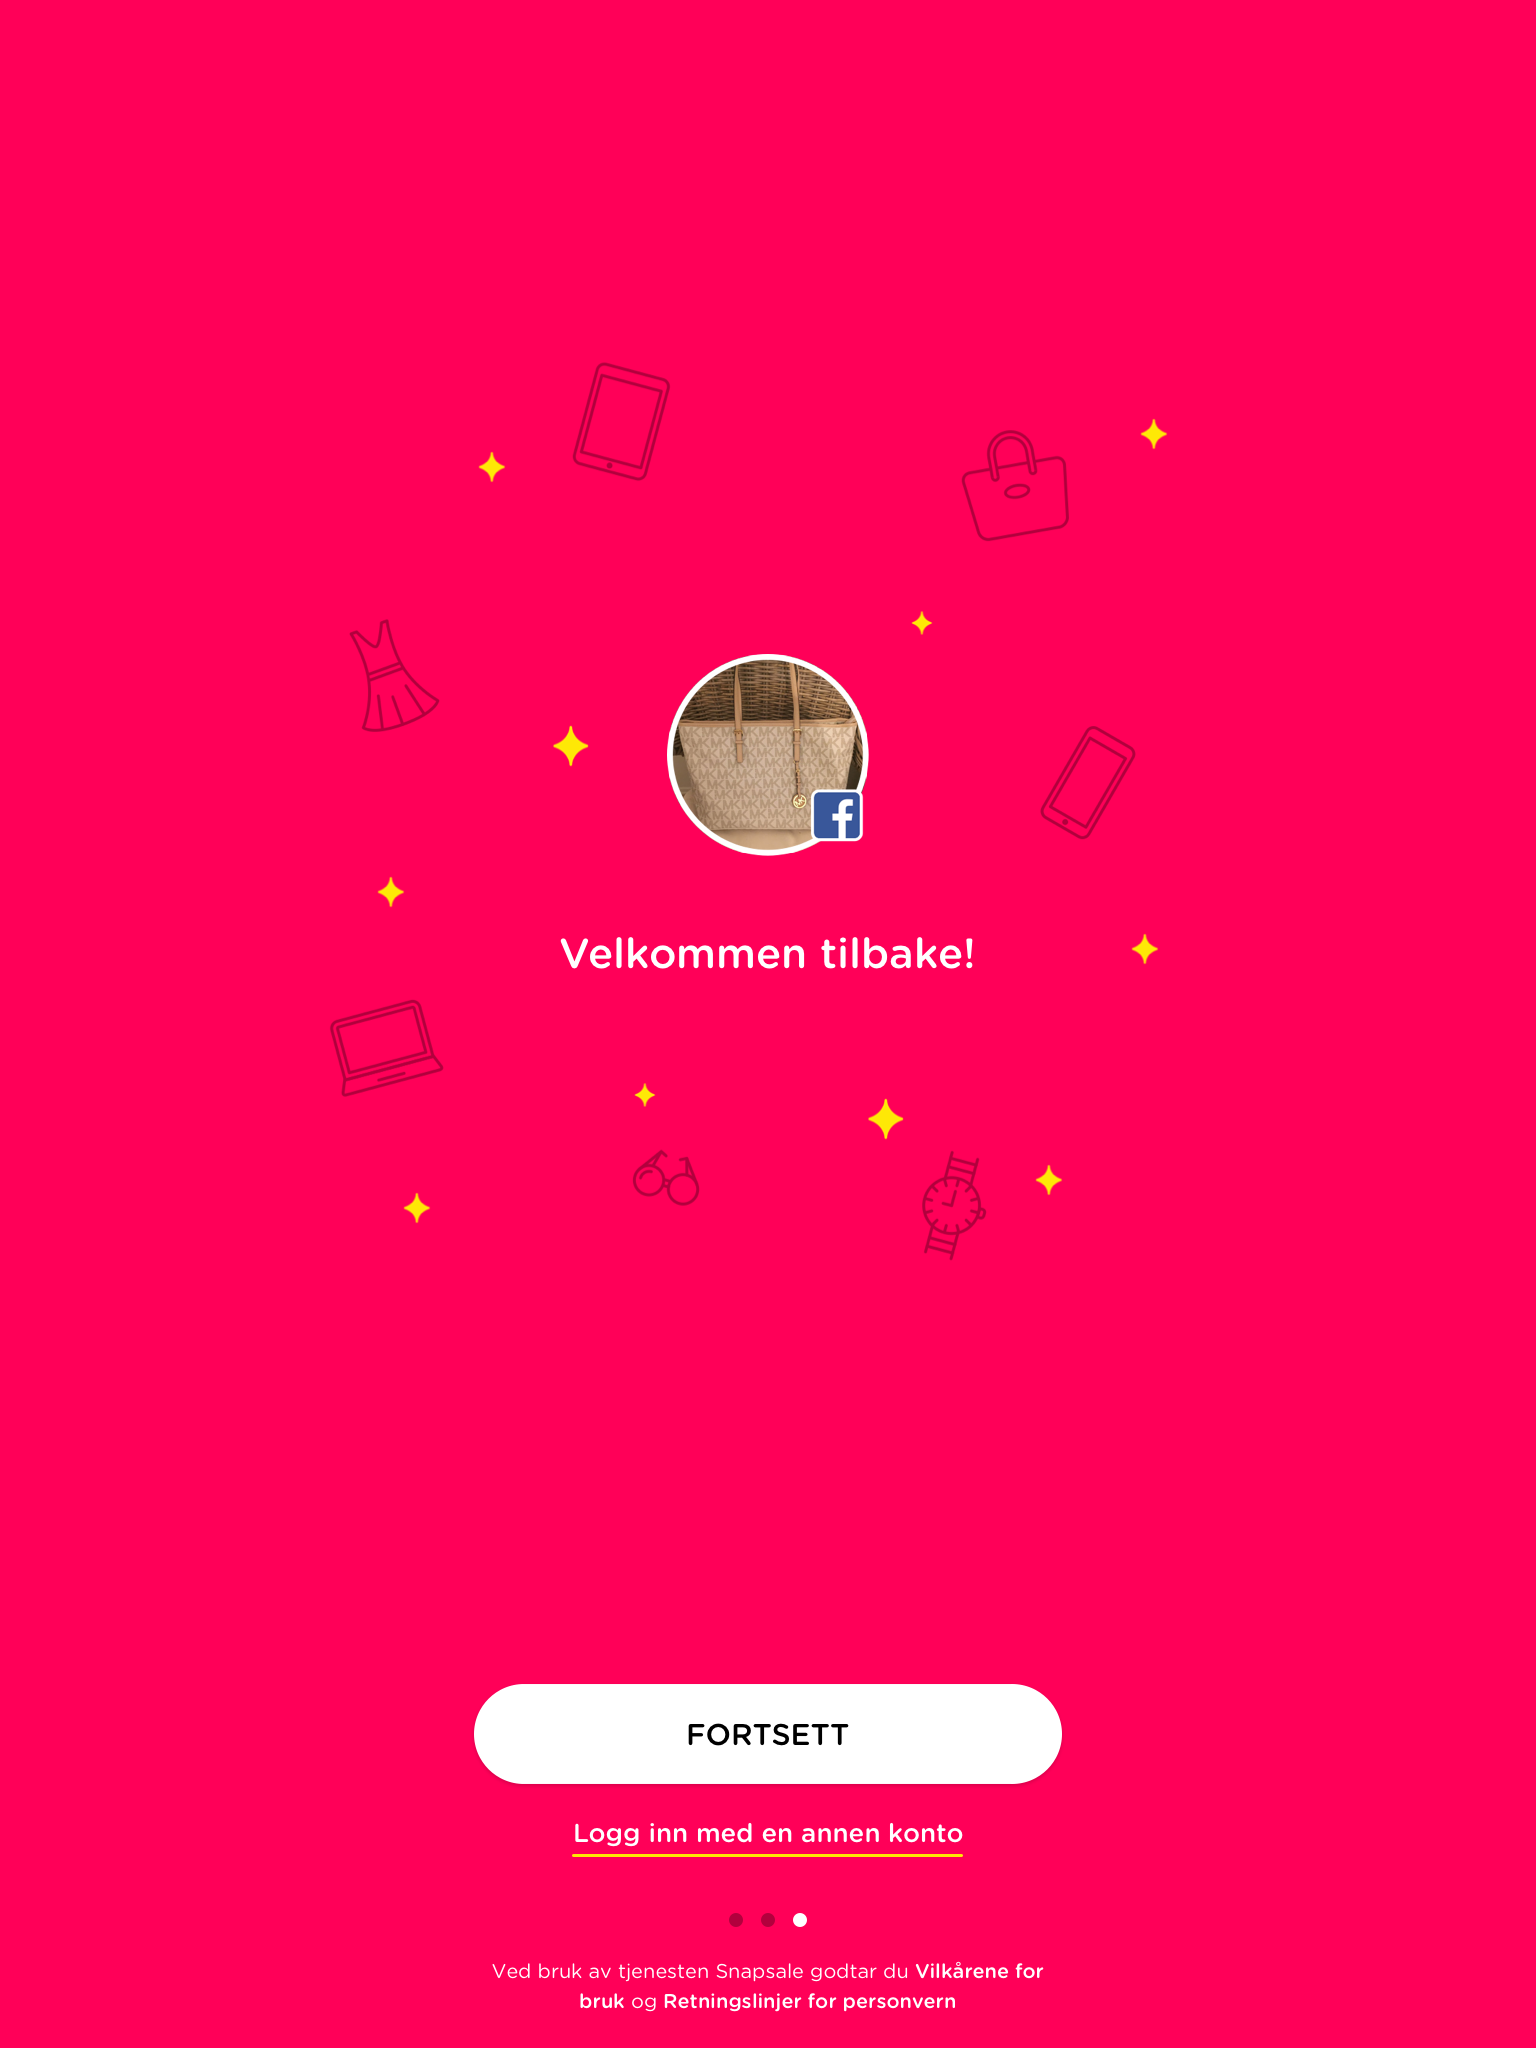 Velkommen tilbake!
FORTSETT
Logg inn med en annen konto
Ved bruk av tjenesten Snapsale godtar du Vilkårene for
bruk og Retningslinjer for personvern